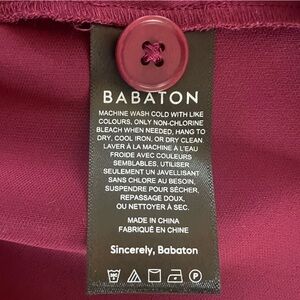 BABATON
MACHINE WASH COLD WITH LIKE
COLOURS, ONLY NON-CHLORINE
BLEACH WHEN NEEDED, HANG TO
DRY, COOL IRON, OR DRY CLEAN.
LAVER À LA MACHINE À L'EAU
FROIDE AVEC COULEURS
SEMBLABLES, UTILISER
SEULEMENT UN JAVELLISANT
SANS CHLORE AU BESOIN,
SUSPENDRE POUR SÉCHER,
REPASSAGE DOUX,
OU NETTOYER À SEC.
MADE IN CHINA
FABRIQUÉ EN CHINE
Sincerely, Babaton
P